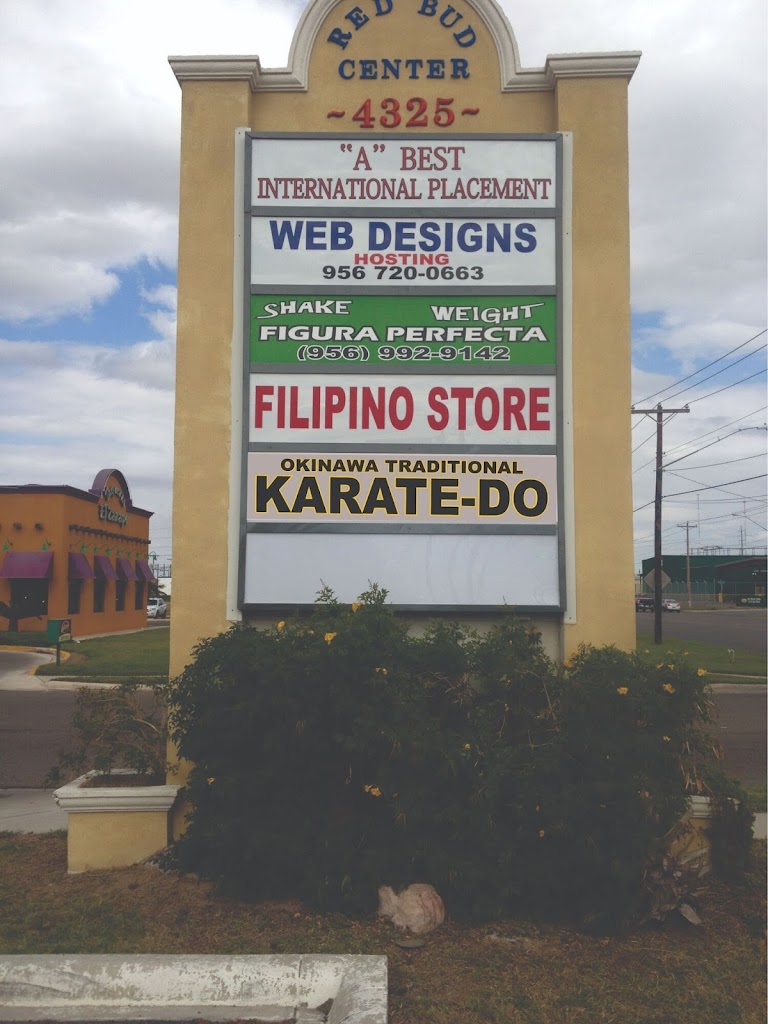 RED BUD
CENTER
~4325~
"A" BEST
INTERNATIONAL PLACEMENT
WEB DESIGNS
HOSTING
956 720-0663
SHAKE WEIGHT
FIGURA PERFECTA
(956) 992-9142
FILIPINO STORE
OKINAWA TRADITIONAL
KARATE-DO